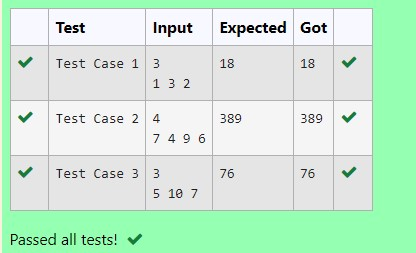 Test Input Expected Got
Test Case 1 3 18 18
1 3 2
Test Case 2 4 389 389
7 4 9 6
Test Case 3 3 76 76
5 10 7
Passed all tests!